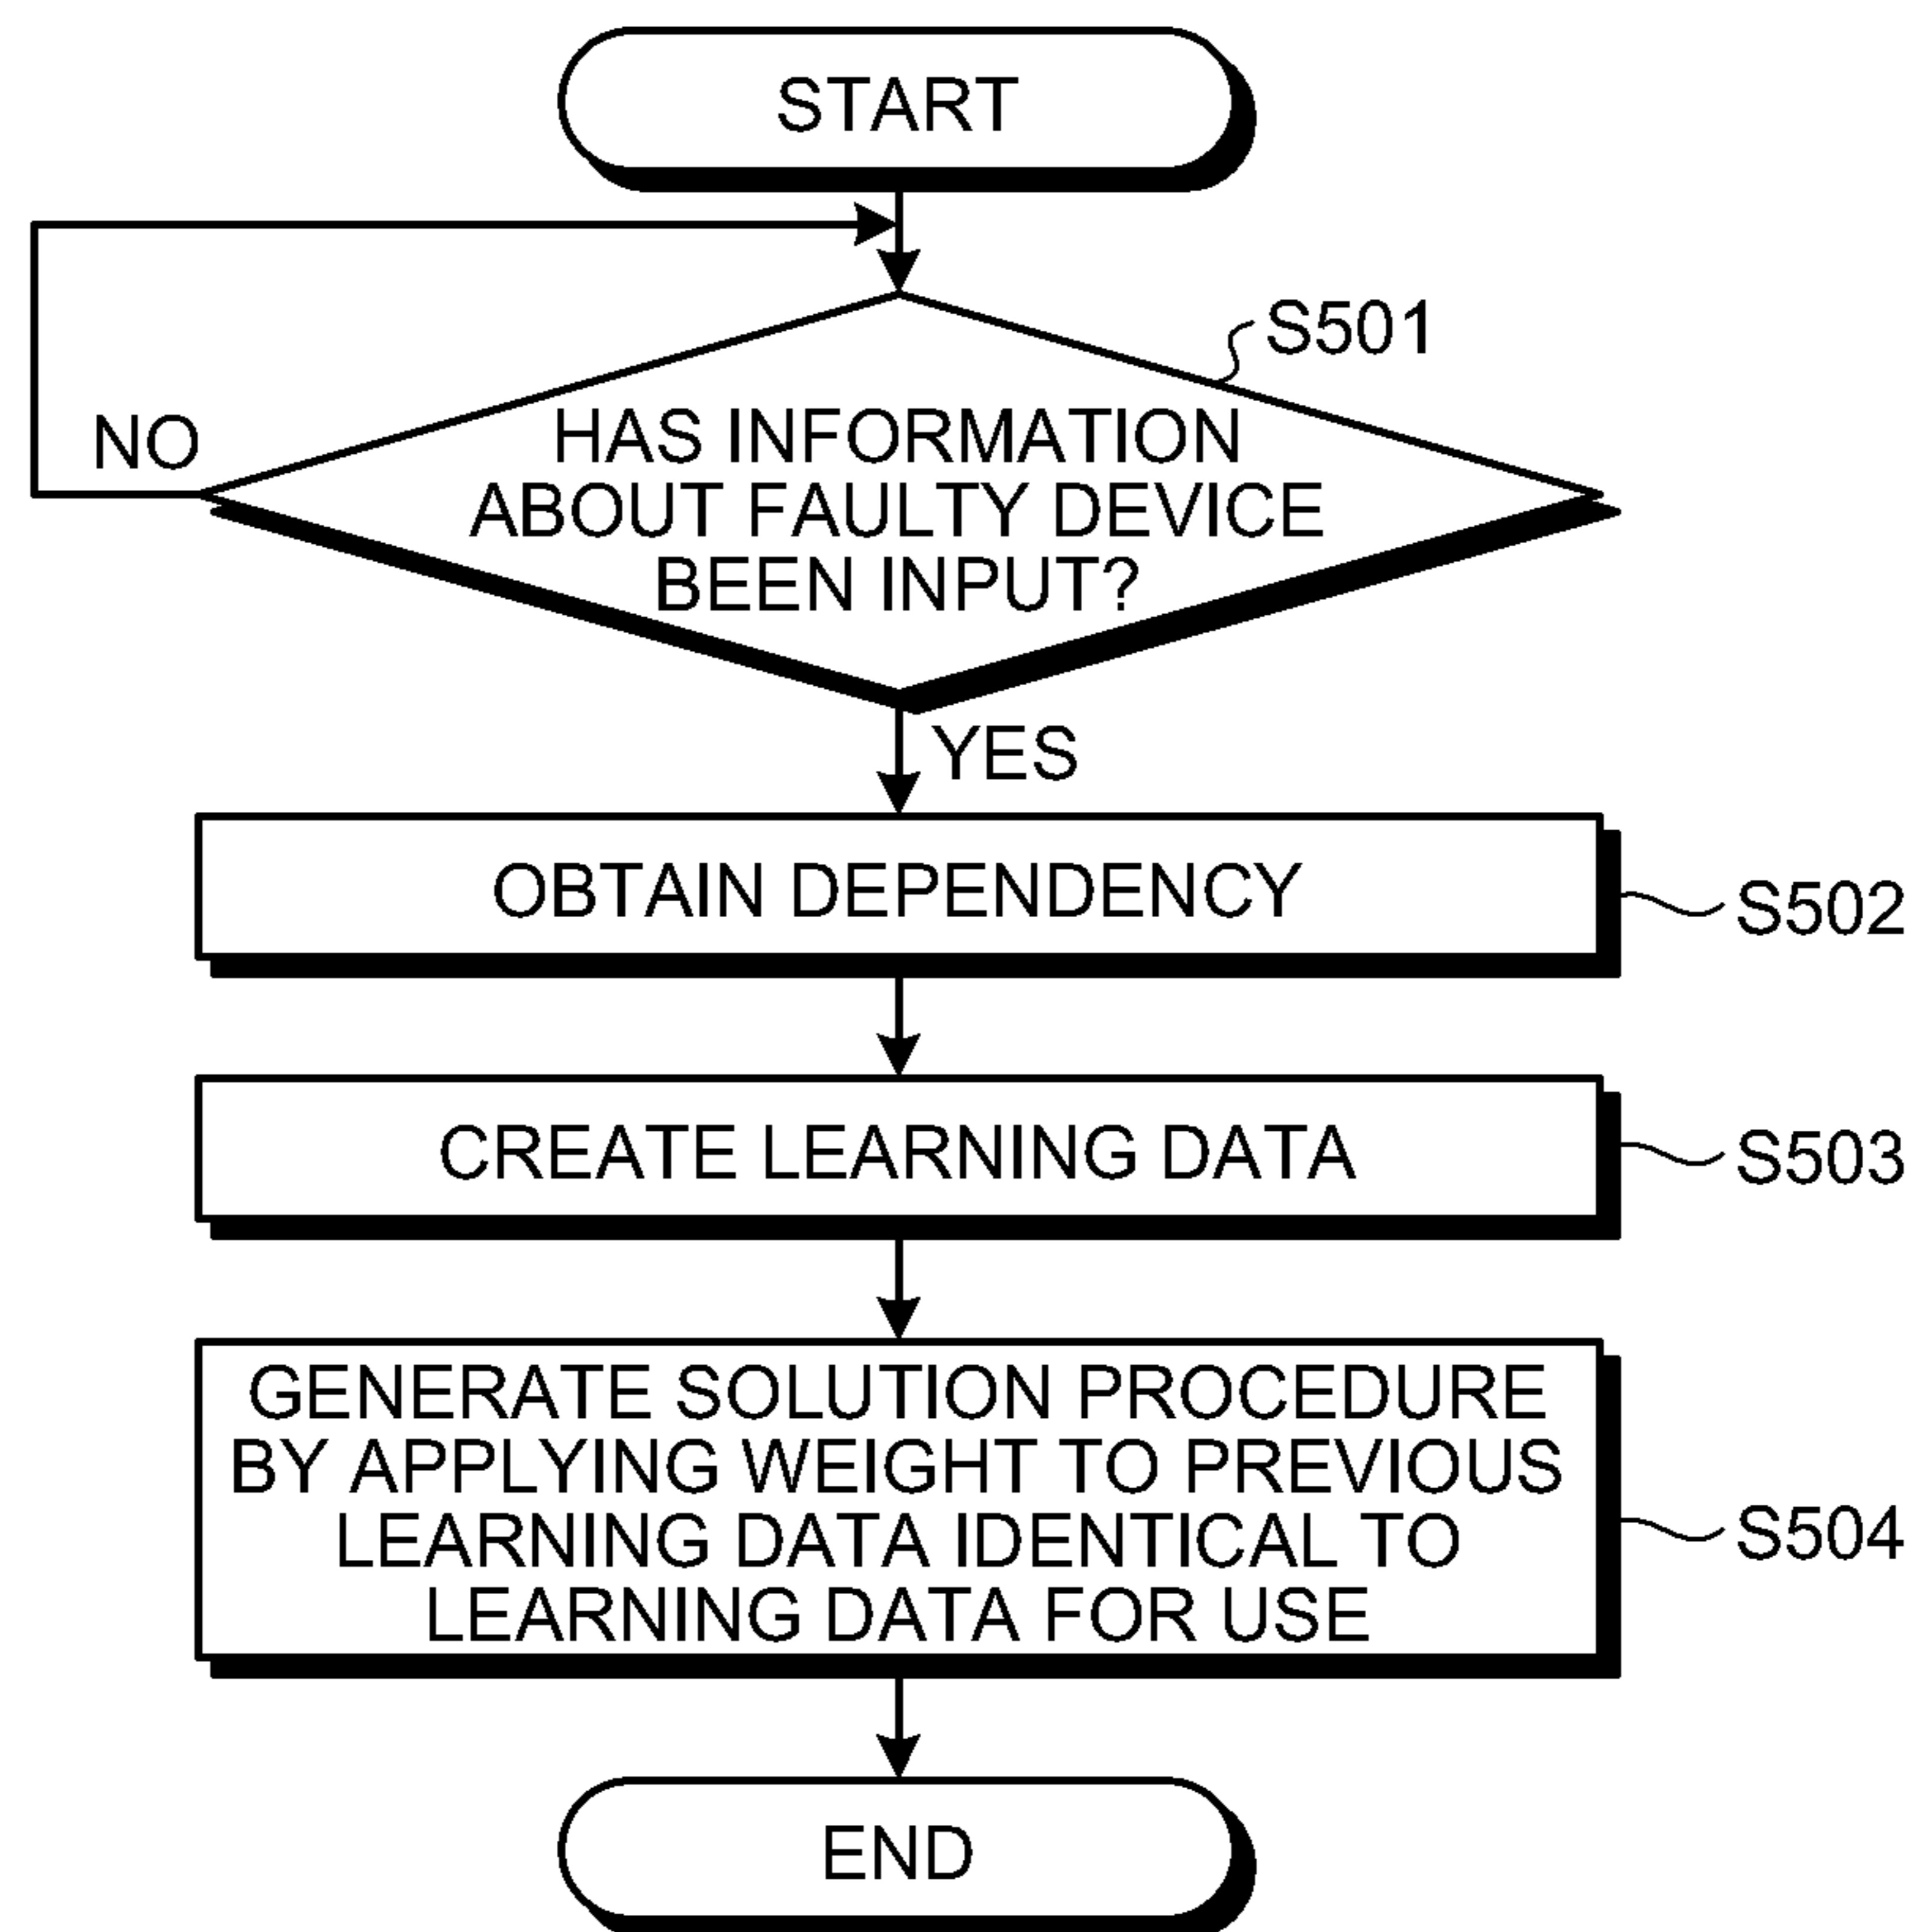 START
S501
HAS INFORMATION
ABOUT FAULTY DEVICE
BEEN INPUT?
NO
YES
OBTAIN DEPENDENCY
S502
CREATE LEARNING DATA
S503
GENERATE SOLUTION PROCEDURE
BY APPLYING WEIGHT TO PREVIOUS
LEARNING DATA IDENTICAL TO
LEARNING DATA FOR USE
S504
END